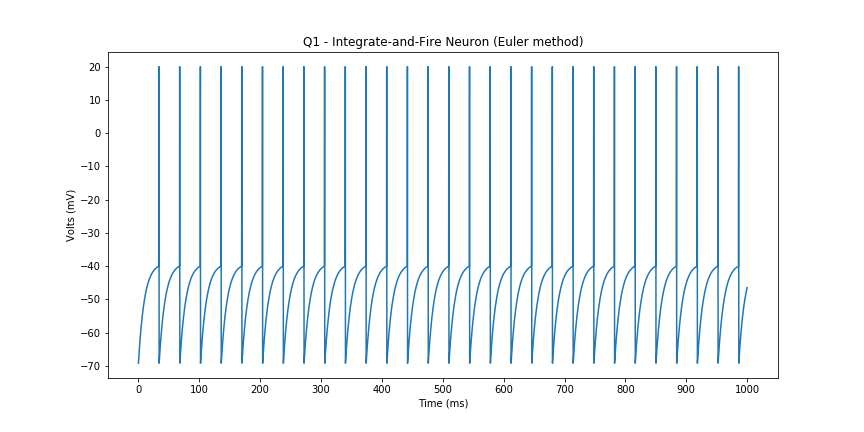 Q1 - Integrate-and-Fire Neuron (Euler method)
20
10
0
−10
−20
−30
−40
−50
−60
−70
Volts (mV)
0 100 200 300 400 500 600 700 800 900 1000
Time (ms)